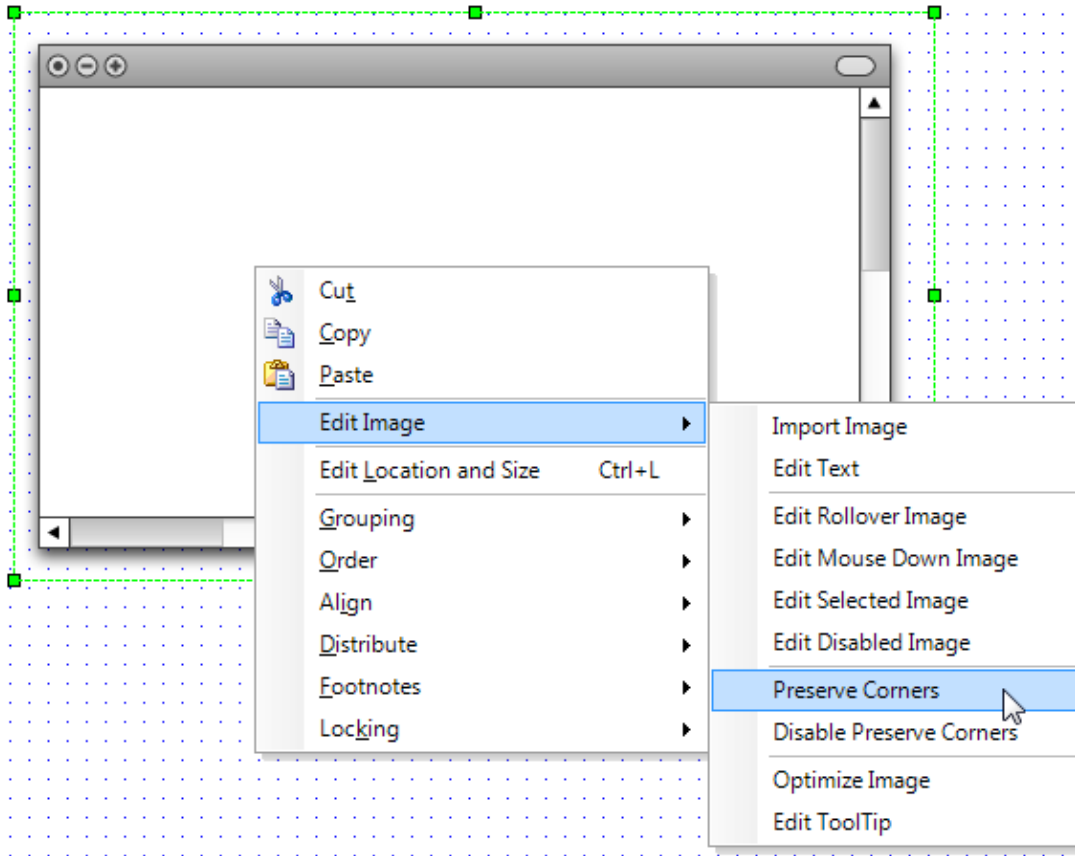 Cut
Copy
Paste
Edit Image
Edit Location and Size Ctrl+L
Grouping
Order
Align
Distribute
Footnotes
Locking
Import Image
Edit Text
Edit Rollover Image
Edit Mouse Down Image
Edit Selected Image
Edit Disabled Image
Preserve Corners
Disable Preserve Corners
Optimize Image
Edit ToolTip